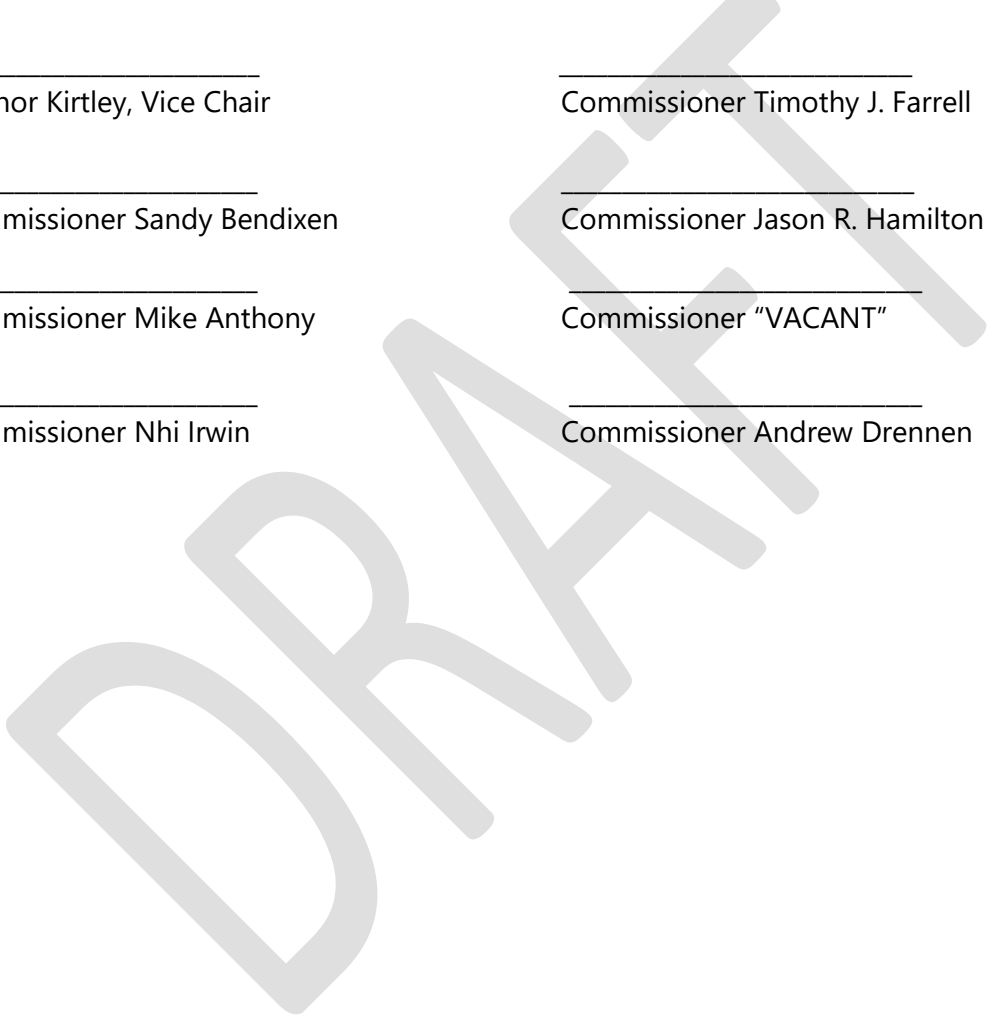 nor Kirtley, Vice Chair
Commissioner Timothy J. Farrell
missioner Sandy Bendixen
Commissioner Jason R. Hamilton
missioner Mike Anthony
Commissioner “VACANT”
missioner Nhi Irwin
Commissioner Andrew Drennen
DRAFT